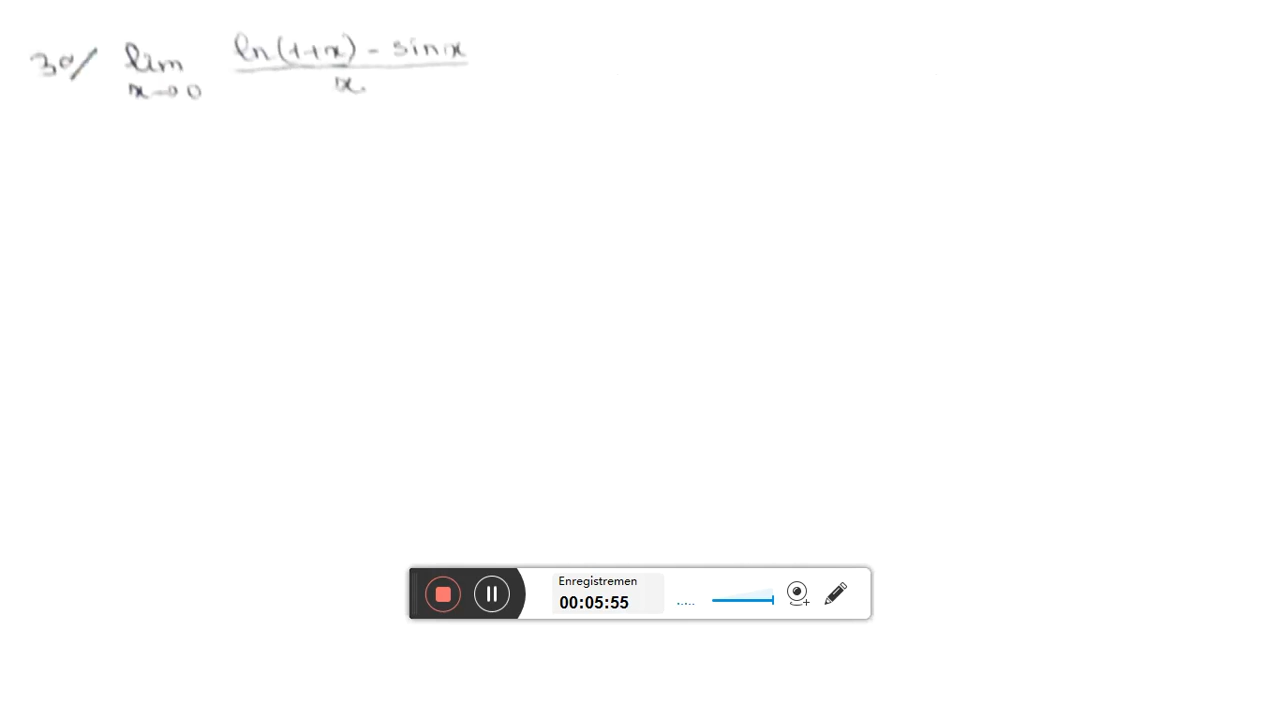 3°/ lim x→0 (ln(1+x) - sin x) / x
Enregistremen
00:05:55